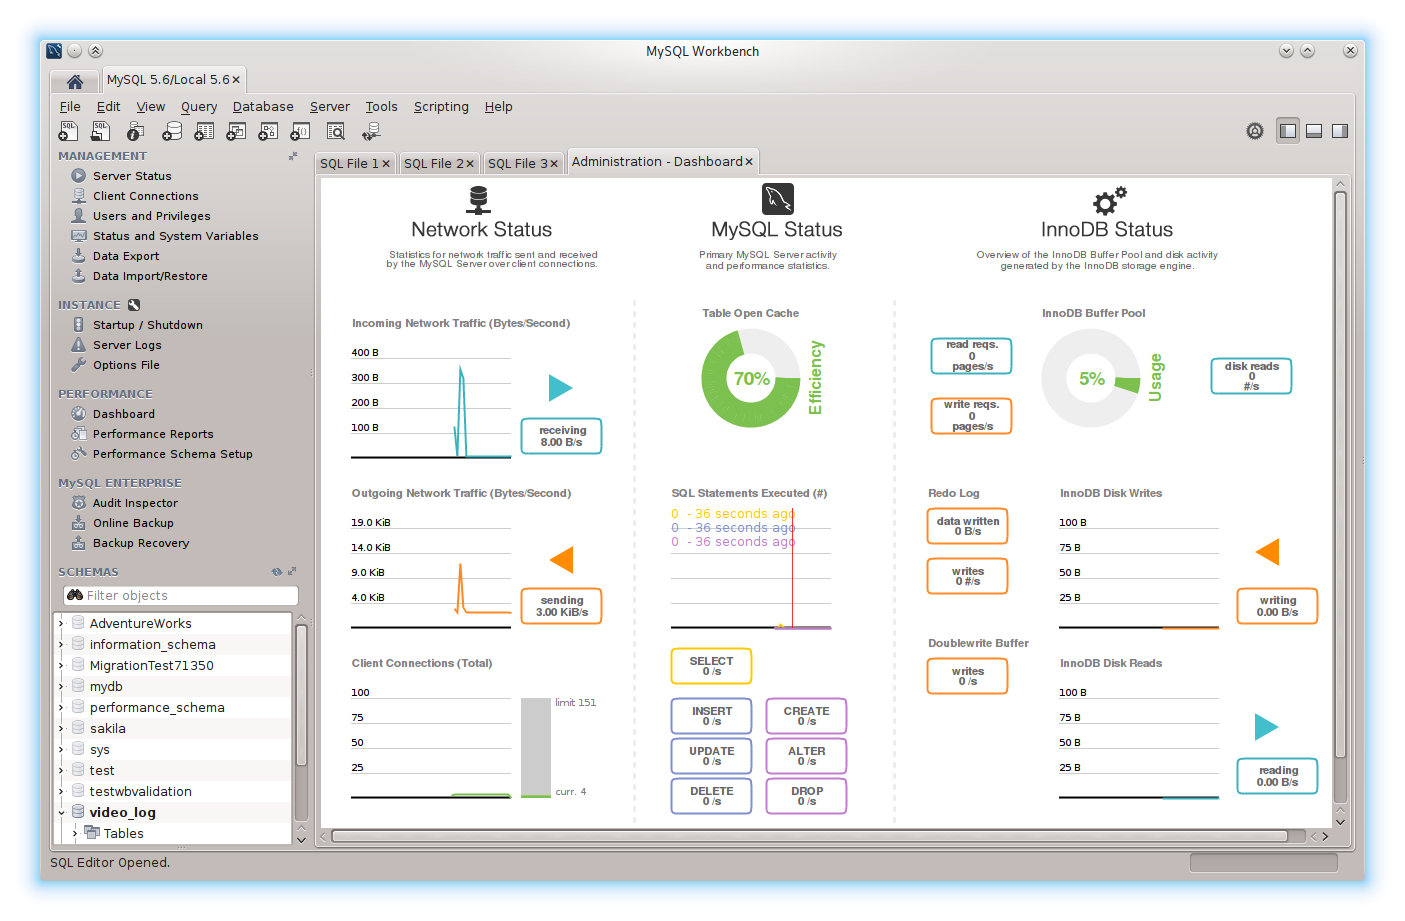 MySQL Workbench
MySQL 5.6/Local 5.6
File Edit View Query Database Server Tools Scripting Help
MANAGEMENT
Server Status
Client Connections
Users and Privileges
Status and System Variables
Data Export
Data Import/Restore
INSTANCE
Startup / Shutdown
Server Logs
Options File
PERFORMANCE
Dashboard
Performance Reports
Performance Schema Setup
MySQL ENTERPRISE
Audit Inspector
Online Backup
Backup Recovery
SCHEMAS
Filter objects
AdventureWorks
information_schema
MigrationTest71350
mydb
performance_schema
sakila
sys
test
testwbvalidation
video_log
Tables
SQL File 1 SQL File 2 SQL File 3 Administration - Dashboard
Network Status
Statistics for network traffic sent and received
by the MySQL Server over client connections.
Incoming Network Traffic (Bytes/Second)
400 B
300 B
200 B
100 B
receiving
8.00 B/s
Outgoing Network Traffic (Bytes/Second)
19.0 KiB
14.0 KiB
9.0 KiB
4.0 KiB
sending
3.00 KiB/s
Client Connections (Total)
100
75
50
25
limit 151
curr. 4
MySQL Status
Primary MySQL Server activity
and performance statistics.
Table Open Cache
70%
Efficiency
SQL Statements Executed (#)
0 - 36 seconds ago
0 - 36 seconds ago
0 - 36 seconds ago
SELECT
0 /s
INSERT
0 /s
CREATE
0 /s
UPDATE
0 /s
ALTER
0 /s
DELETE
0 /s
DROP
0 /s
InnoDB Status
Overview of the InnoDB Buffer Pool and disk activity
generated by the InnoDB storage engine.
InnoDB Buffer Pool
read reqs.
0
pages/s
write reqs.
0
pages/s
5%
Usage
disk reads
0
#/s
Redo Log
data written
0 B/s
writes
0 #/s
Doublewrite Buffer
writes
0 /s
InnoDB Disk Writes
100 B
75 B
50 B
25 B
writing
0.00 B/s
InnoDB Disk Reads
100 B
75 B
50 B
25 B
reading
0.00 B/s
SQL Editor Opened.